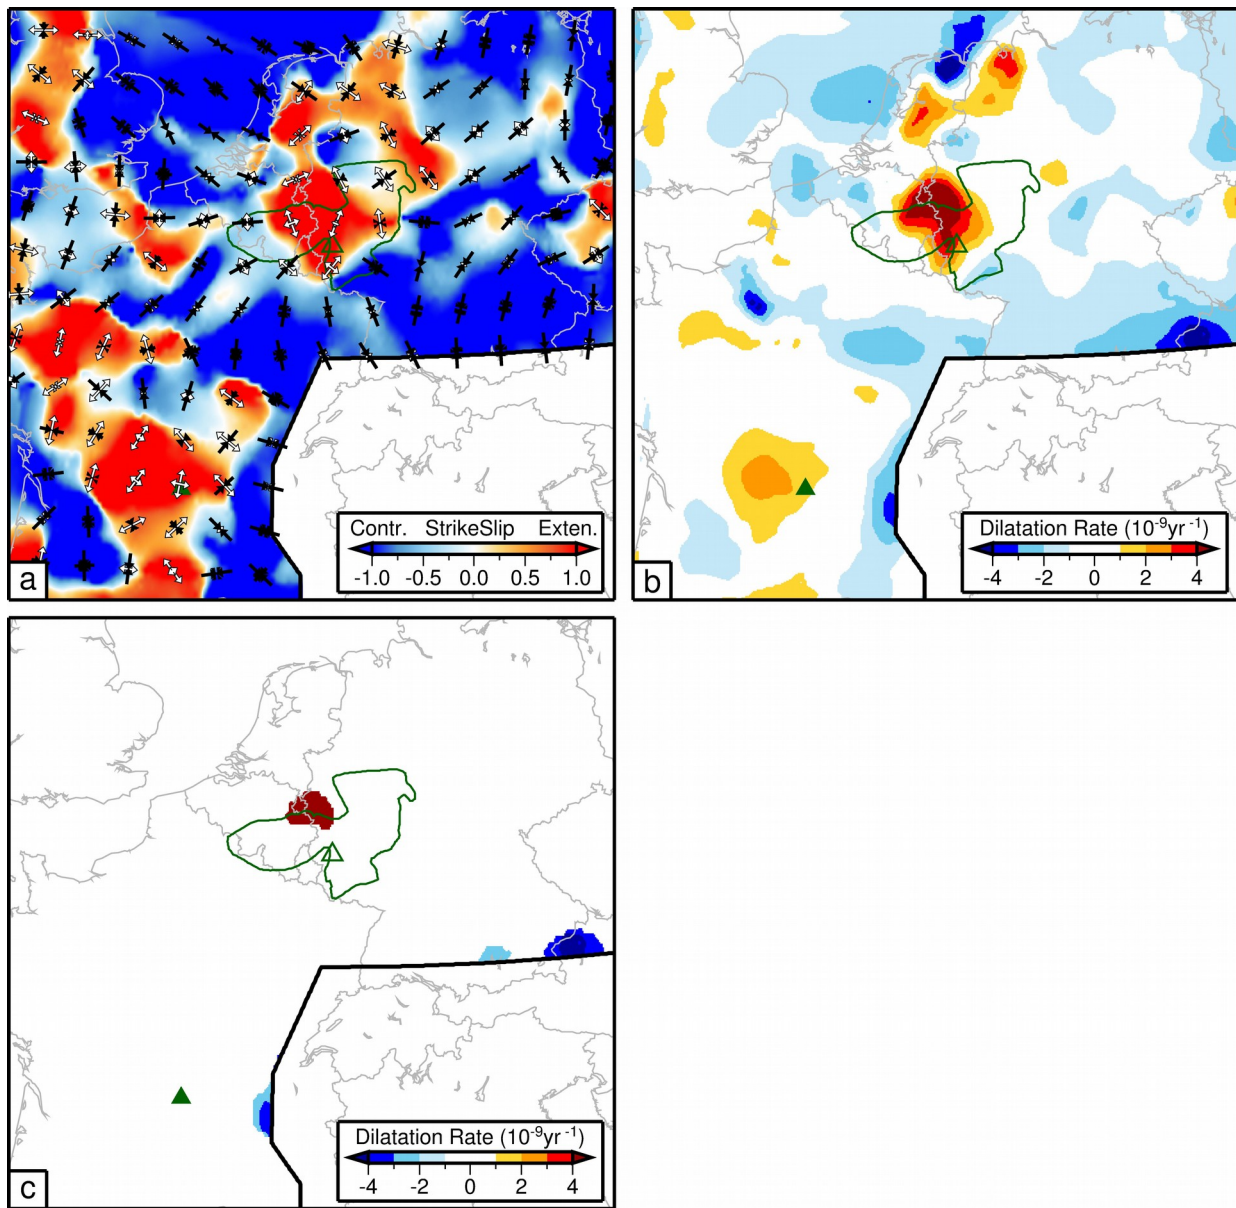 Contr. StrikeSlip Exten.
-1.0 -0.5 0.0 0.5 1.0
a
Dilatation Rate (10⁻⁹yr⁻¹)
-4 -2 0 2 4
b
Dilatation Rate (10⁻⁹yr⁻¹)
-4 -2 0 2 4
c